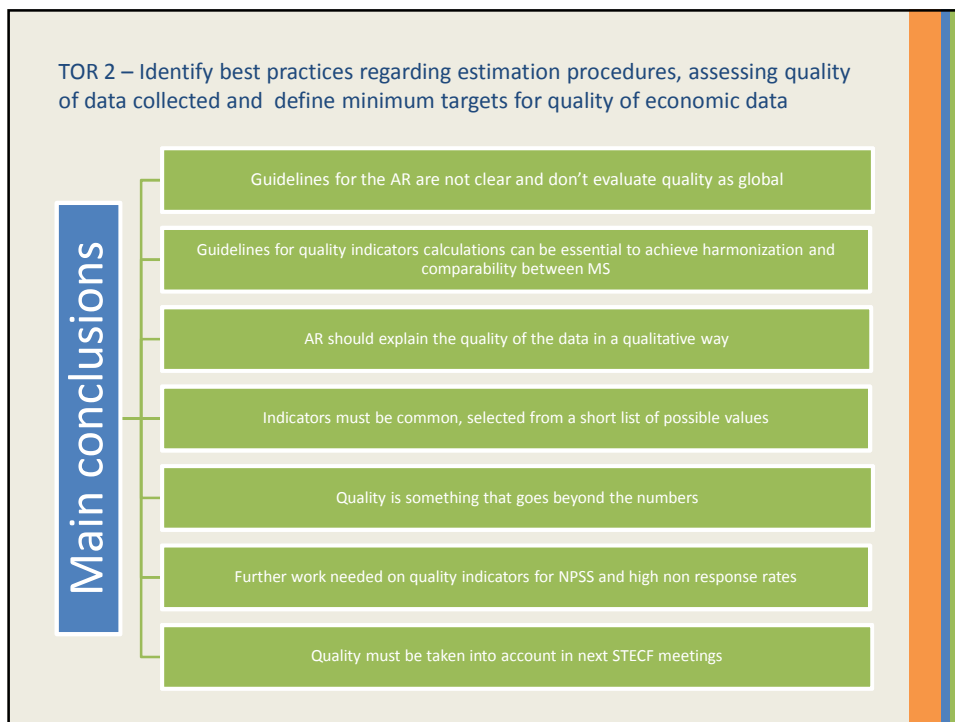 TOR 2 – Identify best practices regarding estimation procedures, assessing quality
of data collected and  define minimum targets for quality of economic data
Main conclusions
Guidelines for the AR are not clear and don’t evaluate quality as global
Guidelines for quality indicators calculations can be essential to achieve harmonization and
comparability between MS
AR should explain the quality of the data in a qualitative way
Indicators must be common, selected from a short list of possible values
Quality is something that goes beyond the numbers
Further work needed on quality indicators for NPSS and high non response rates
Quality must be taken into account in next STECF meetings